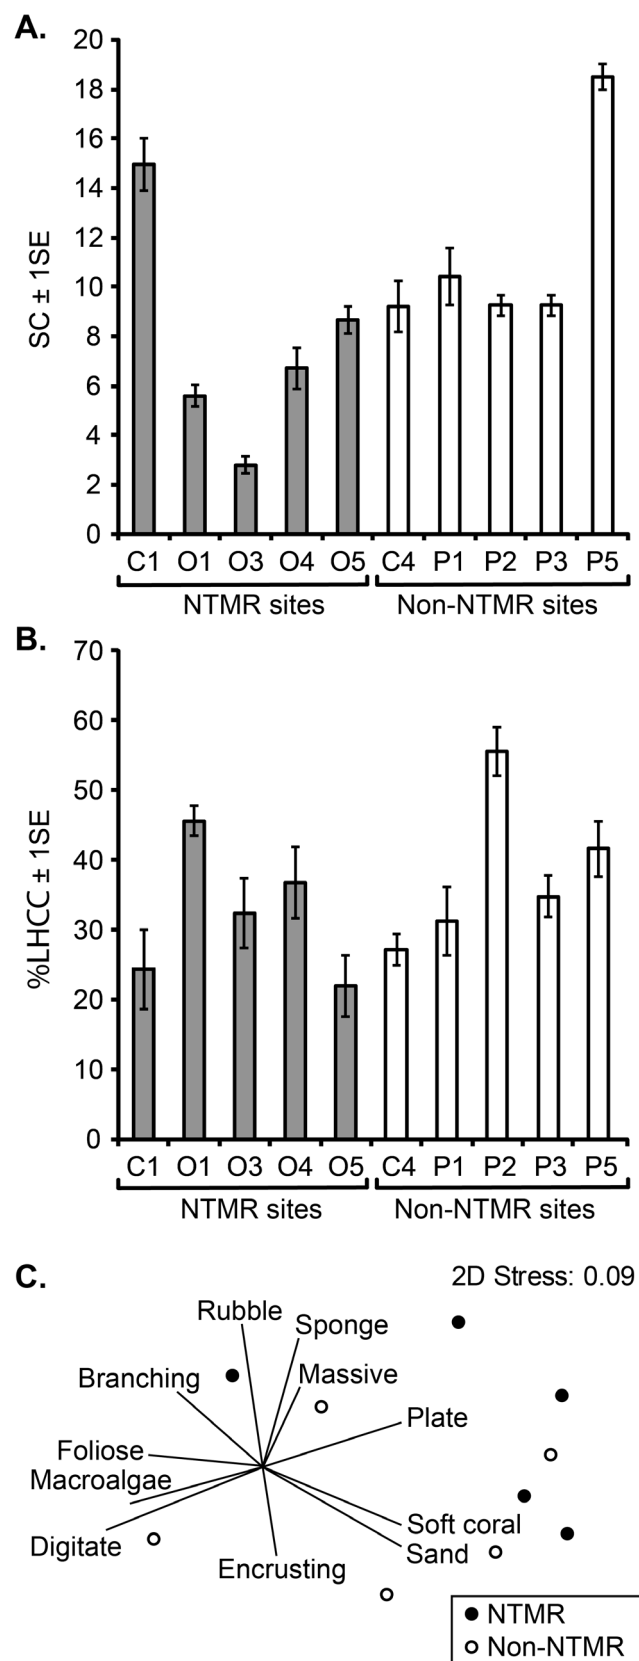 A.
SC ± 1SE
20
18
16
14
12
10
8
6
4
2
0
C1 O1 O3 O4 O5 C4 P1 P2 P3 P5
NTMR sites Non-NTMR sites
B.
%LHCC ± 1SE
70
60
50
40
30
20
10
0
C1 O1 O3 O4 O5 C4 P1 P2 P3 P5
NTMR sites Non-NTMR sites
C.
2D Stress: 0.09
Rubble
Sponge
Branching
Massive
Plate
Foliose
Macroalgae
Digitate
Soft coral
Sand
Encrusting
NTMR
Non-NTMR